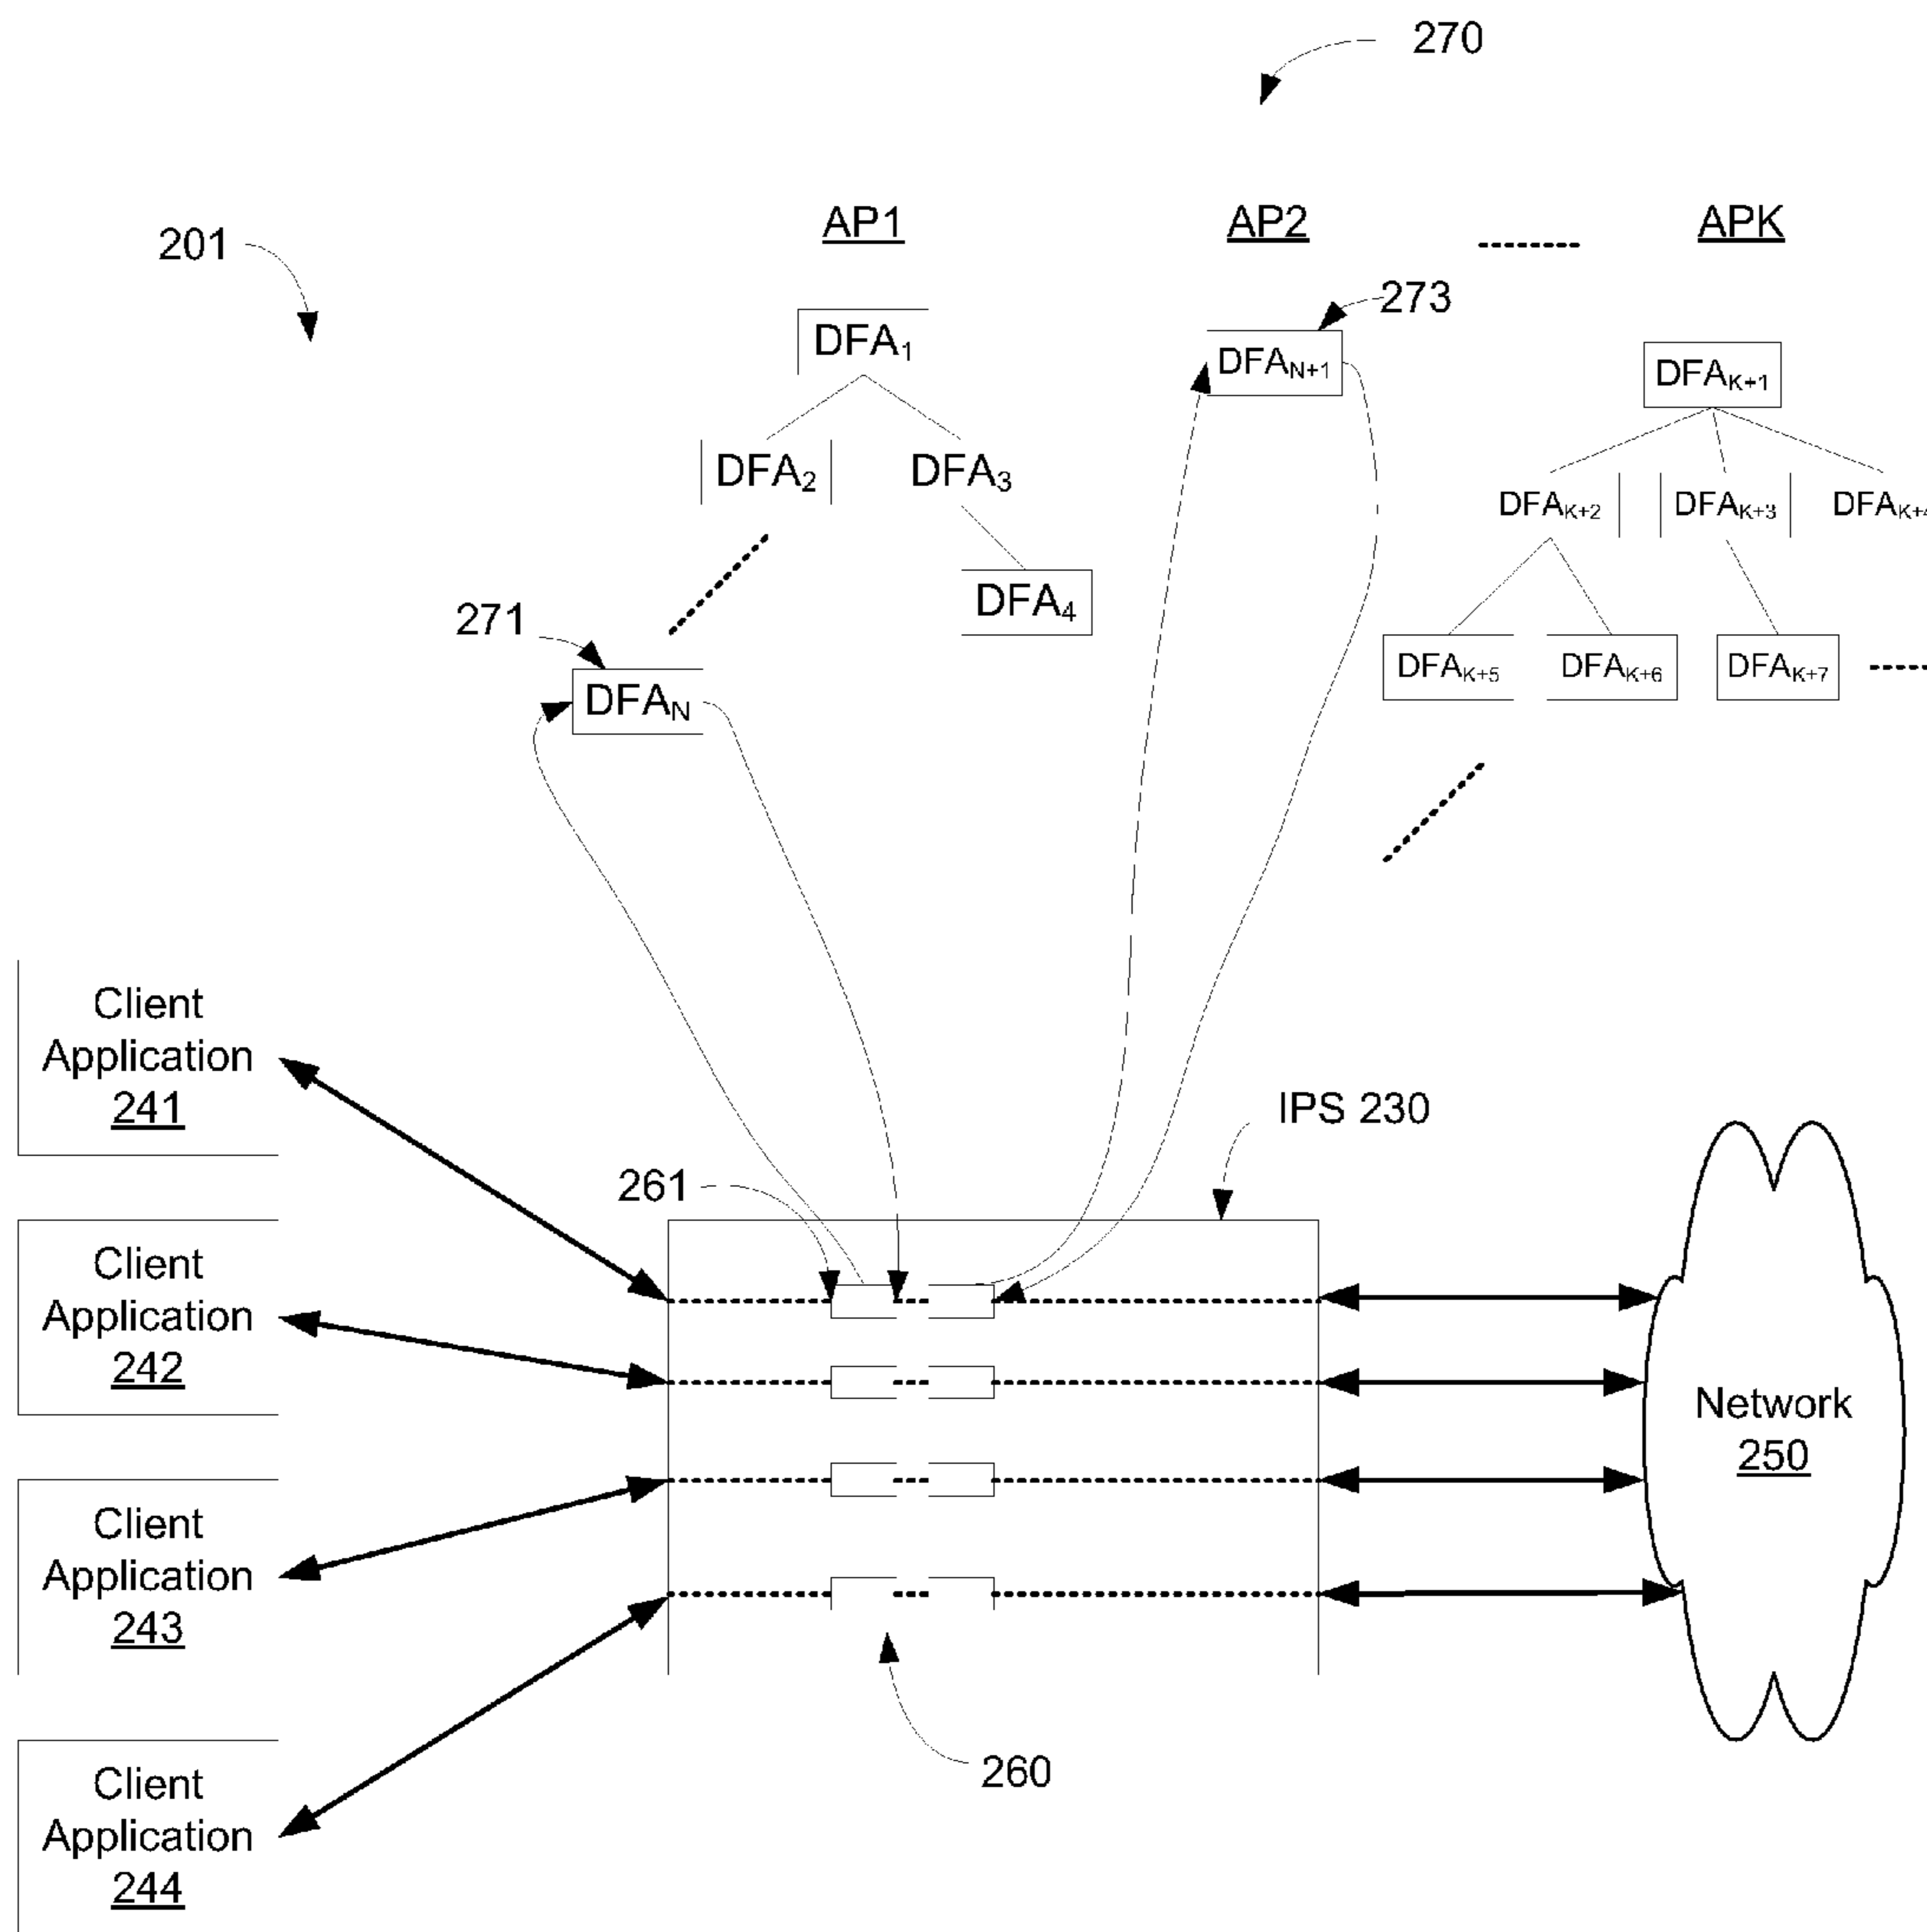 270
201
AP1
AP2
APK
273
DFA1
DFAN+1
DFAK+1
DFA2
DFA3
DFAK+2
DFAK+3
DFAK+4
271
DFA4
DFAK+5
DFAK+6
DFAK+7
DFAN
Client
Application
241
IPS 230
261
Client
Application
242
Network
250
Client
Application
243
260
Client
Application
244